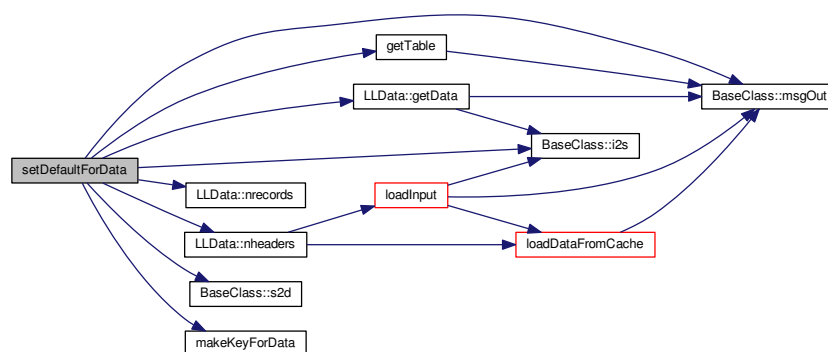 getTable
LLData::getData
BaseClass::msgOut
BaseClass::i2s
setDefaultForData
LLData::nrecords
loadInput
LLData::nheaders
loadDataFromCache
BaseClass::s2d
makeKeyForData